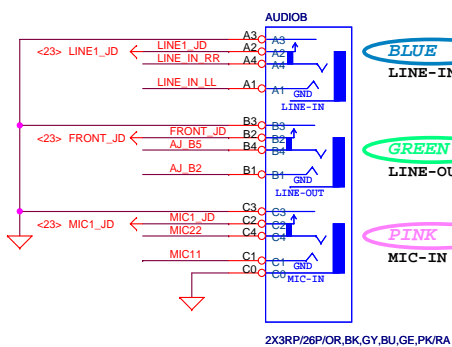 AUDIOB
A3 A3
<23> LINE1_JD LINE1_JD A2 A2
LINE_IN_RR A4 A4
BLUE
LINE-IN
LINE_IN_LL A1 A1
GND
LINE-IN
B3 B3
<23> FRONT_JD FRONT_JD B2 B2
AJ_B5 B4 B4
GREEN
AJ_B2 B1 B1
LINE-OU
GND
LINE-OUT
C3 C3
<23> MIC1_JD MIC1_JD C2 C2
MIC22 C4 C4
PINK
MIC-IN
MIC11 C1 C1
GND
C0 C0
MIC-IN
2X3RP/26P/OR,BK,GY,BU,GE,PK/RA